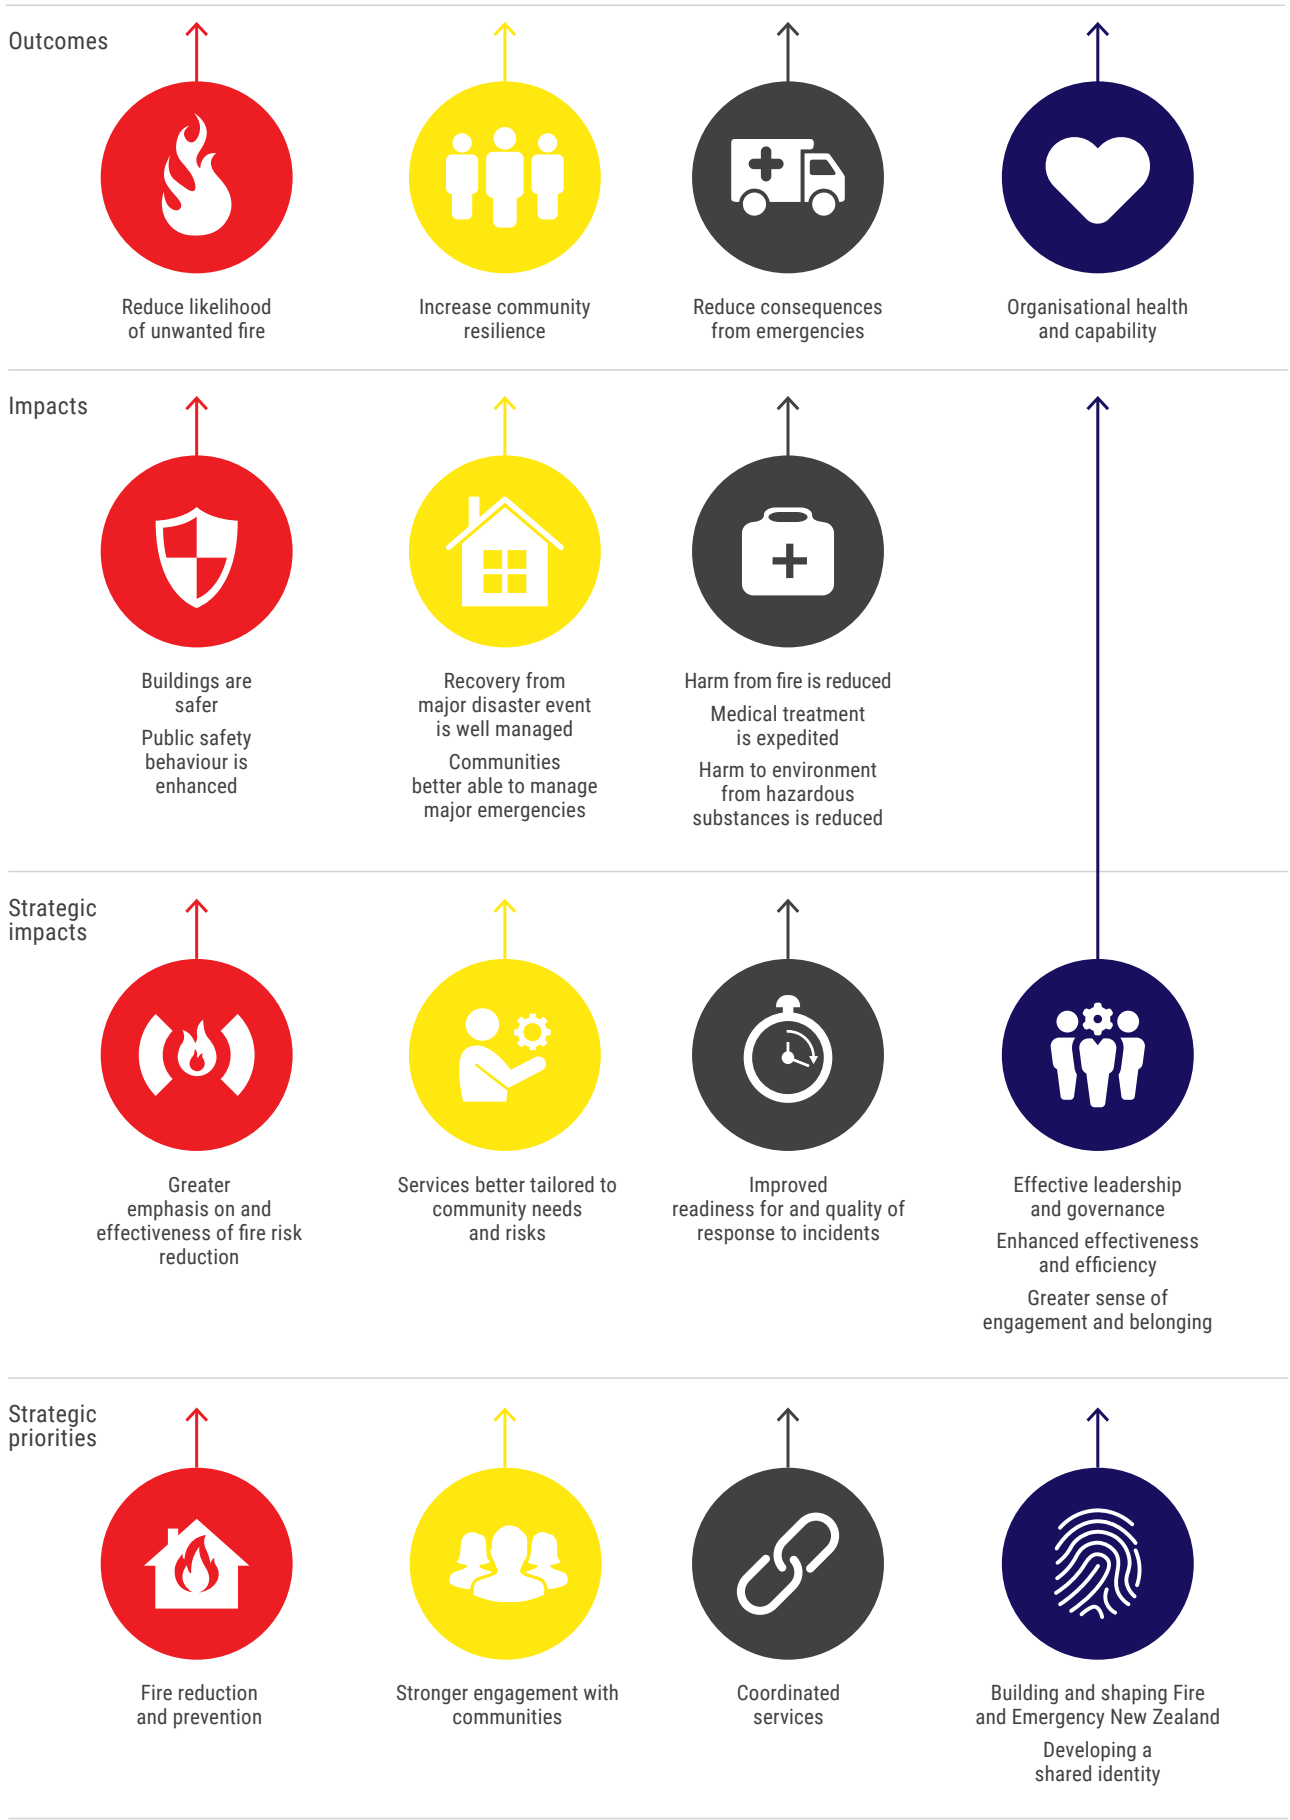 Outcomes
Reduce likelihood
of unwanted fire
Increase community
resilience
Reduce consequences
from emergencies
Organisational health
and capability
Impacts
Buildings are
safer
Public safety
behaviour is
enhanced
Recovery from
major disaster event
is well managed
Communities
better able to manage
major emergencies
Harm from fire is reduced
Medical treatment
is expedited
Harm to environment
from hazardous
substances is reduced
Strategic
impacts
Greater
emphasis on and
effectiveness of fire risk
reduction
Services better tailored to
community needs
and risks
Improved
readiness for and quality of
response to incidents
Effective leadership
and governance
Enhanced effectiveness
and efficiency
Greater sense of
engagement and belonging
Strategic
priorities
Fire reduction
and prevention
Stronger engagement with
communities
Coordinated
services
Building and shaping Fire
and Emergency New Zealand
Developing a
shared identity